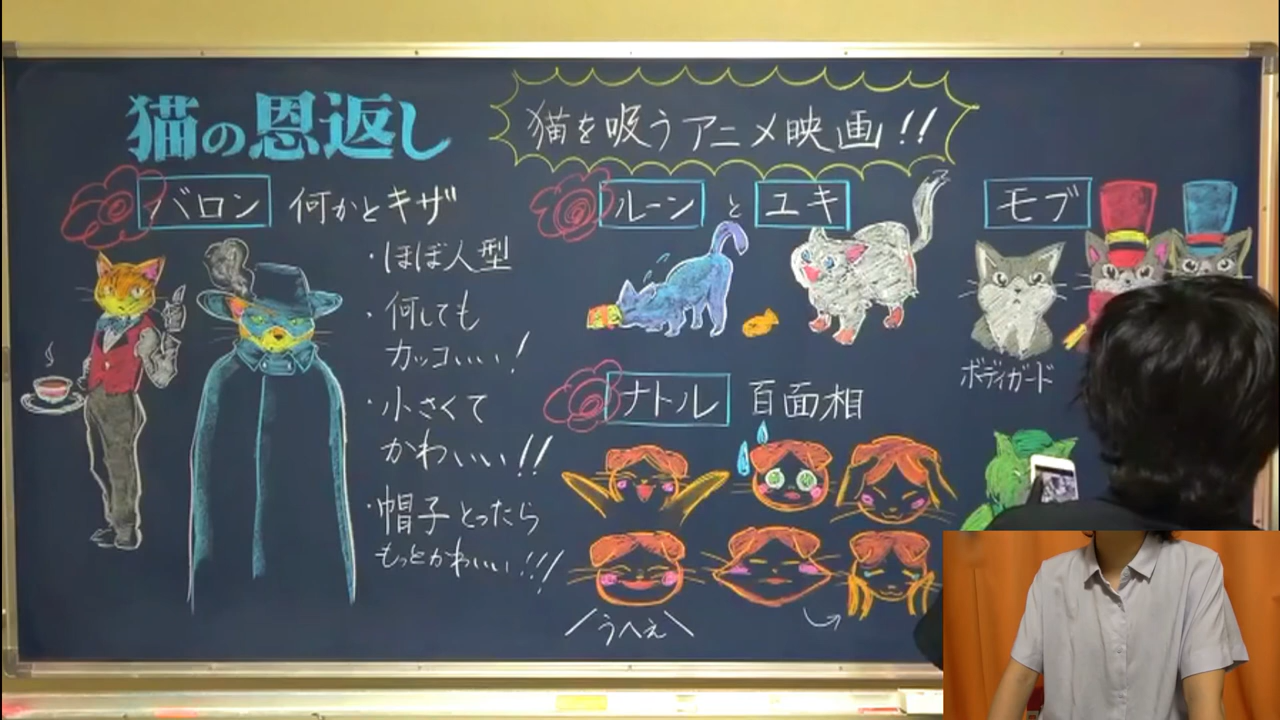 猫の恩返し
猫を吸うアニメ映画!!
バロン 何かとキザ
・ほぼ人型
・何しても
カッコいい!
・小さくて
かわいい!!
・帽子とったら
もっとかわいい!!!
ルーンとユキ
ナトル 百面相
うへぇ
モブ
ボディガード